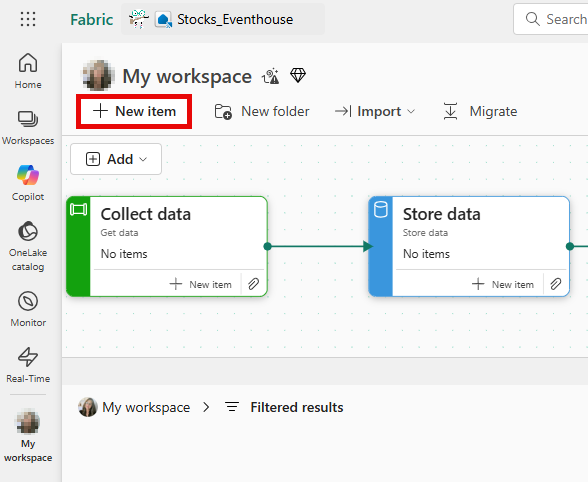 Fabric
Stocks_Eventhouse
Search
Home
Workspaces
Copilot
OneLake
catalog
Monitor
Real-Time
My
workspace
My workspace
New item
New folder
Import
Migrate
Add
Collect data
Get data
No items
New item
Store data
Store data
No items
New item
My workspace
Filtered results